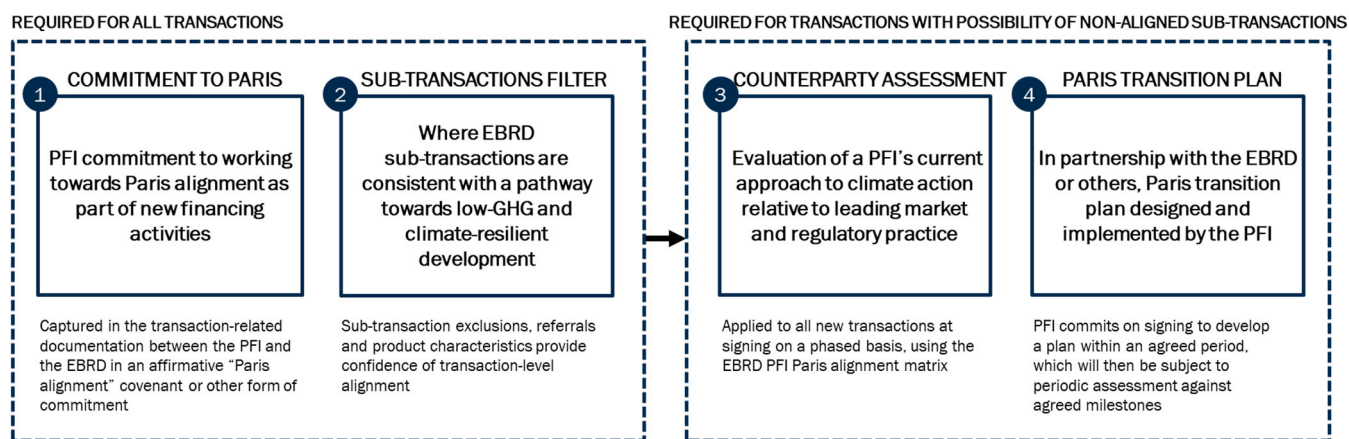 REQUIRED FOR ALL TRANSACTIONS
1
COMMITMENT TO PARIS
PFI commitment to working
towards Paris alignment as
part of new financing
activities
Captured in the transaction-related
documentation between the PFI and
the EBRD in an affirmative “Paris
alignment” covenant or other form of
commitment
2
SUB-TRANSACTIONS FILTER
Where EBRD
sub-transactions are
consistent with a pathway
towards low-GHG and
climate-resilient
development
Sub-transaction exclusions, referrals
and product characteristics provide
confidence of transaction-level
alignment
REQUIRED FOR TRANSACTIONS WITH POSSIBILITY OF NON-ALIGNED SUB-TRANSACTIONS
3
COUNTERPARTY ASSESSMENT
Evaluation of a PFI’s current
approach to climate action
relative to leading market
and regulatory practice
Applied to all new transactions at
signing on a phased basis, using the
EBRD PFI Paris alignment matrix
4
PARIS TRANSITION PLAN
In partnership with the EBRD
or others, Paris transition
plan designed and
implemented by the PFI
PFI commits on signing to develop
a plan within an agreed period,
which will then be subject to
periodic assessment against
agreed milestones